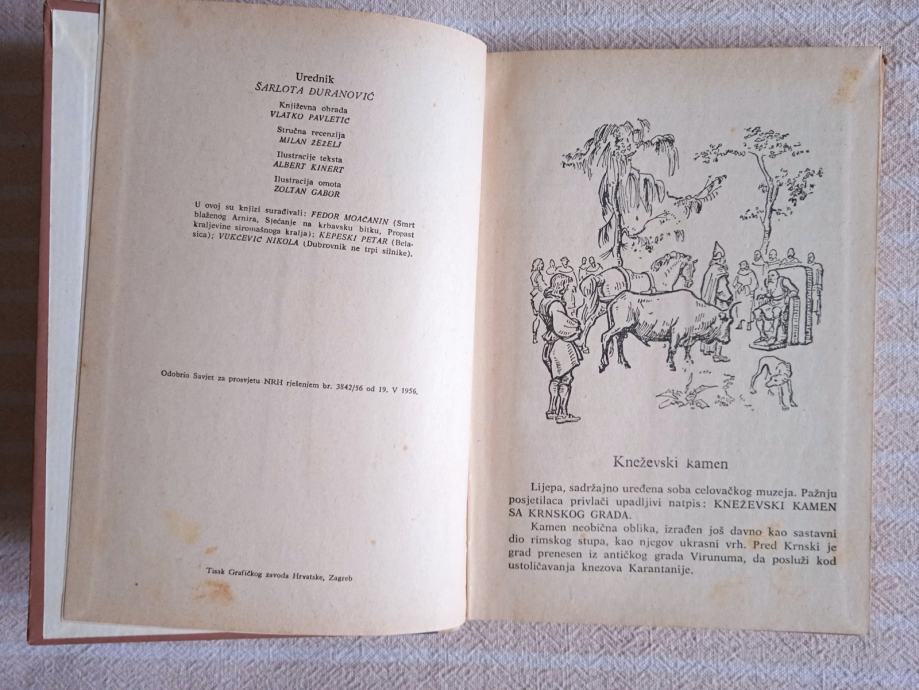 Urednik
ŠARLOTA ĐURANOVIĆ
Književna obrada
VLATKO PAVLETIĆ
Stručna recenzija
MILAN ZEZELJ
Ilustracije teksta
ALBERT KINERT
Ilustracija omota
ZOLTAN GABOR
U ovoj su knjizi surađivali: FEDOR MOAČANIN (Smrt
blaženog Arnira, Sjećanje na krbavsku bitku, Propast
kraljevine siromašnoga kralja); KEPESKI PETAR (Bela-
sica); VUKČEVIĆ NIKOLA (Dubrovnik ne trpi silnike).
Odobrio Savjet za prosvjetu NRH rješenjem br. 3842/56 od 19. V 1956.
Tisak Grafičkog zavoda Hrvatske, Zagreb
Kneževski kamen
Lijepa, sadržajno uređena soba celovačkog muzeja. Pažnju
posjetilaca privlači upadljivi natpis: KNEŽEVSKI KAMEN
SA KRNSKOG GRADA.
Kamen neobična oblika, izrađen još davno kao sastavni
dio rimskog stupa, kao njegov ukrasni vrh. Pred Krnski je
grad prenesen iz antičkog grada Virunuma, da posluži kod
ustoličavanja knezova Karantanije.